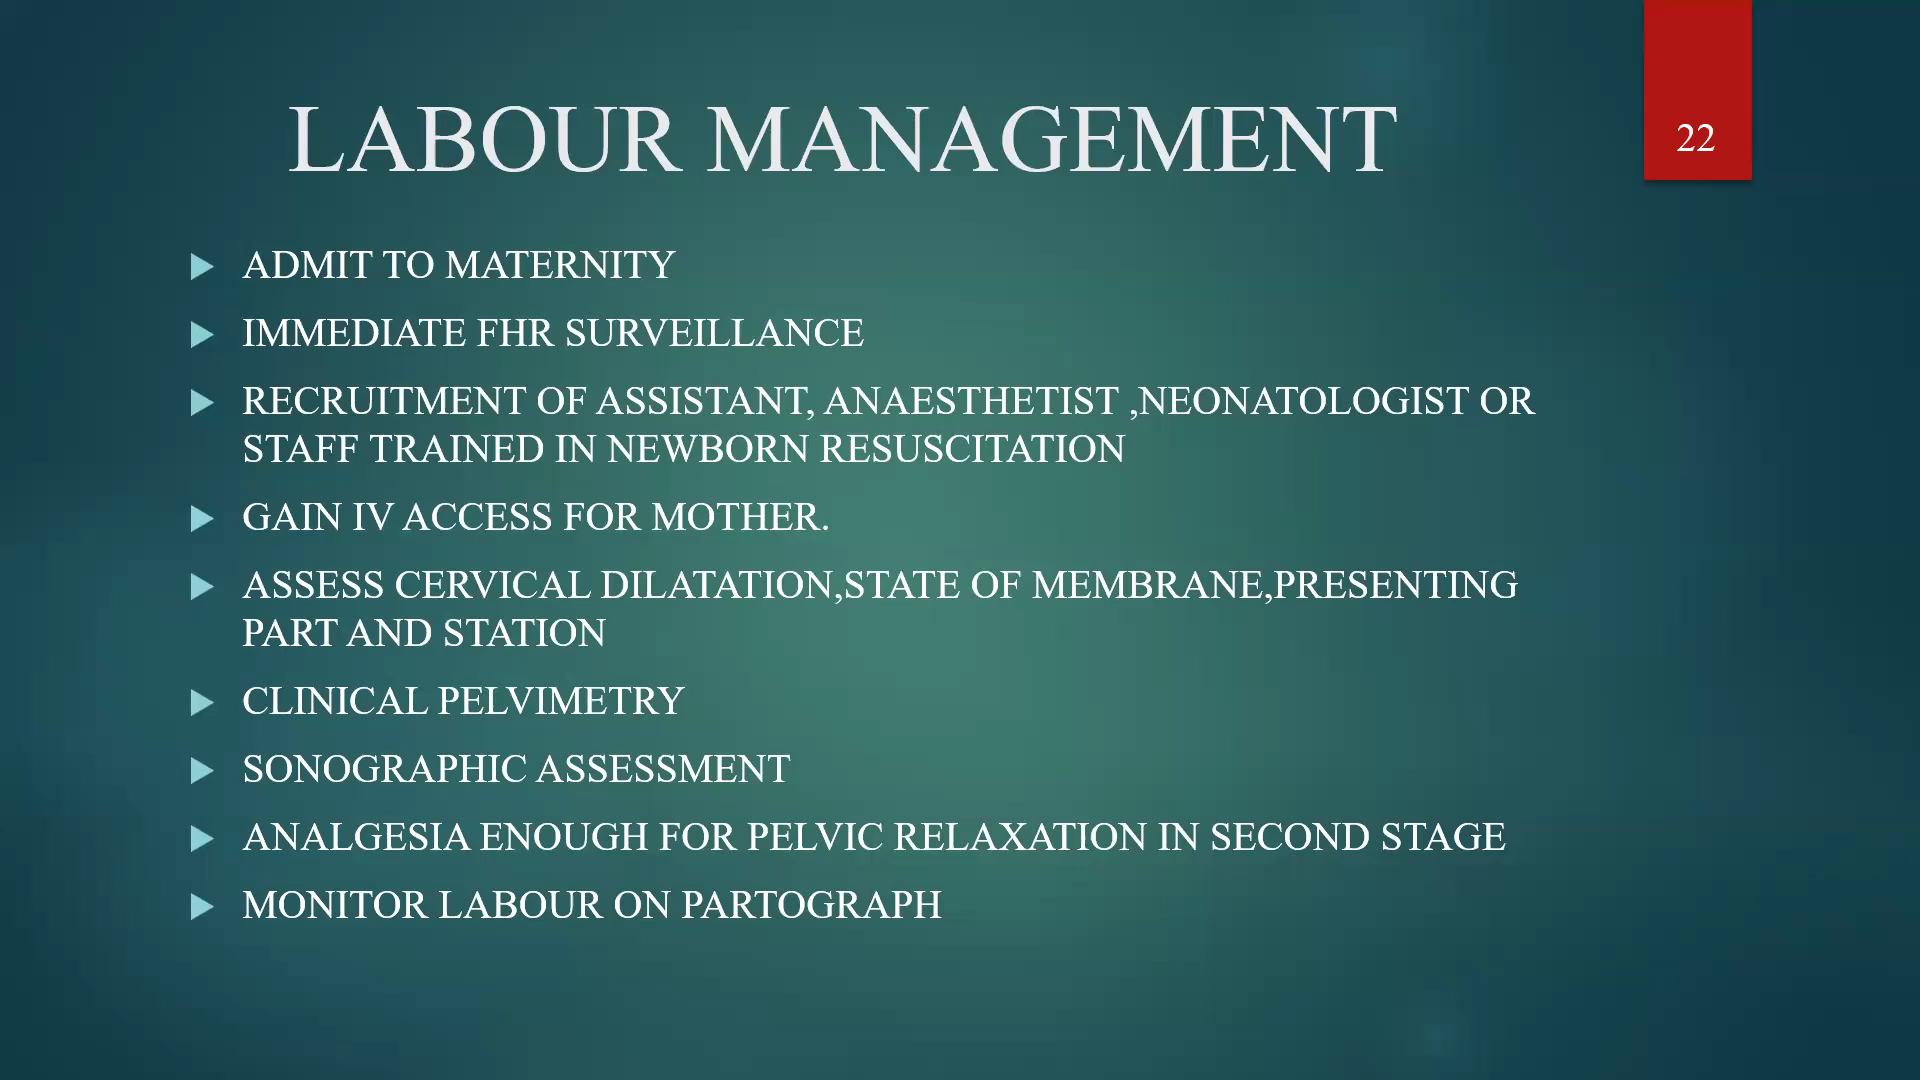 LABOUR MANAGEMENT
22
ADMIT TO MATERNITY
IMMEDIATE FHR SURVEILLANCE
RECRUITMENT OF ASSISTANT, ANAESTHETIST ,NEONATOLOGIST OR
STAFF TRAINED IN NEWBORN RESUSCITATION
GAIN IV ACCESS FOR MOTHER.
ASSESS CERVICAL DILATATION,STATE OF MEMBRANE,PRESENTING
PART AND STATION
CLINICAL PELVIMETRY
SONOGRAPHIC ASSESSMENT
ANALGESIA ENOUGH FOR PELVIC RELAXATION IN SECOND STAGE
MONITOR LABOUR ON PARTOGRAPH